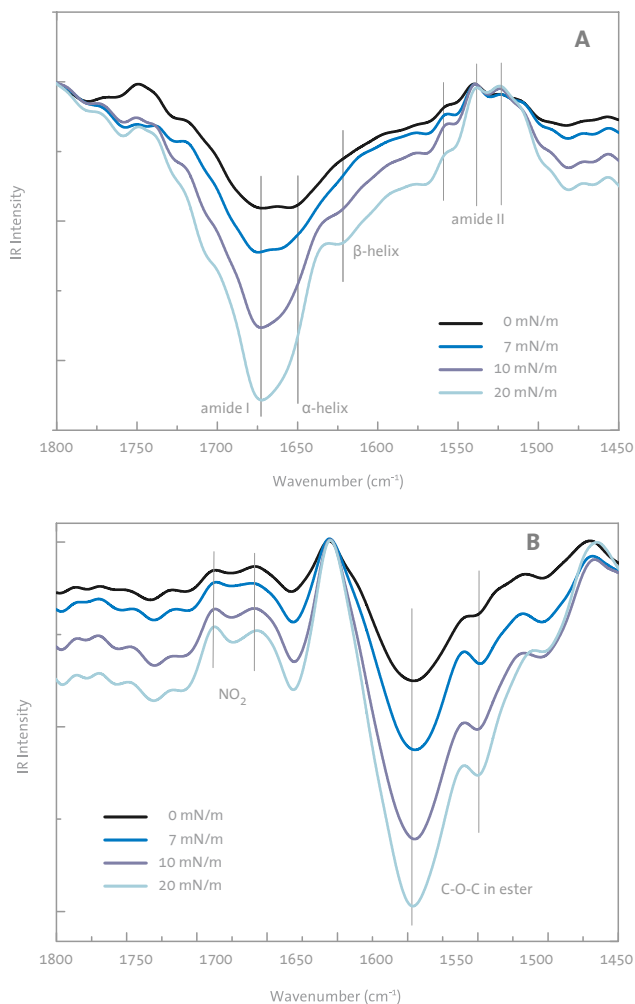 A
IR Intensity
β-helix
amide II
amide I
α-helix
0 mN/m
7 mN/m
10 mN/m
20 mN/m
1800 1750 1700 1650 1600 1550 1500 1450
Wavenumber (cm⁻¹)
B
IR Intensity
NO₂
C-O-C in ester
0 mN/m
7 mN/m
10 mN/m
20 mN/m
1800 1750 1650 1650 1600 1550 1500 1450
Wavenumber (cm⁻¹)